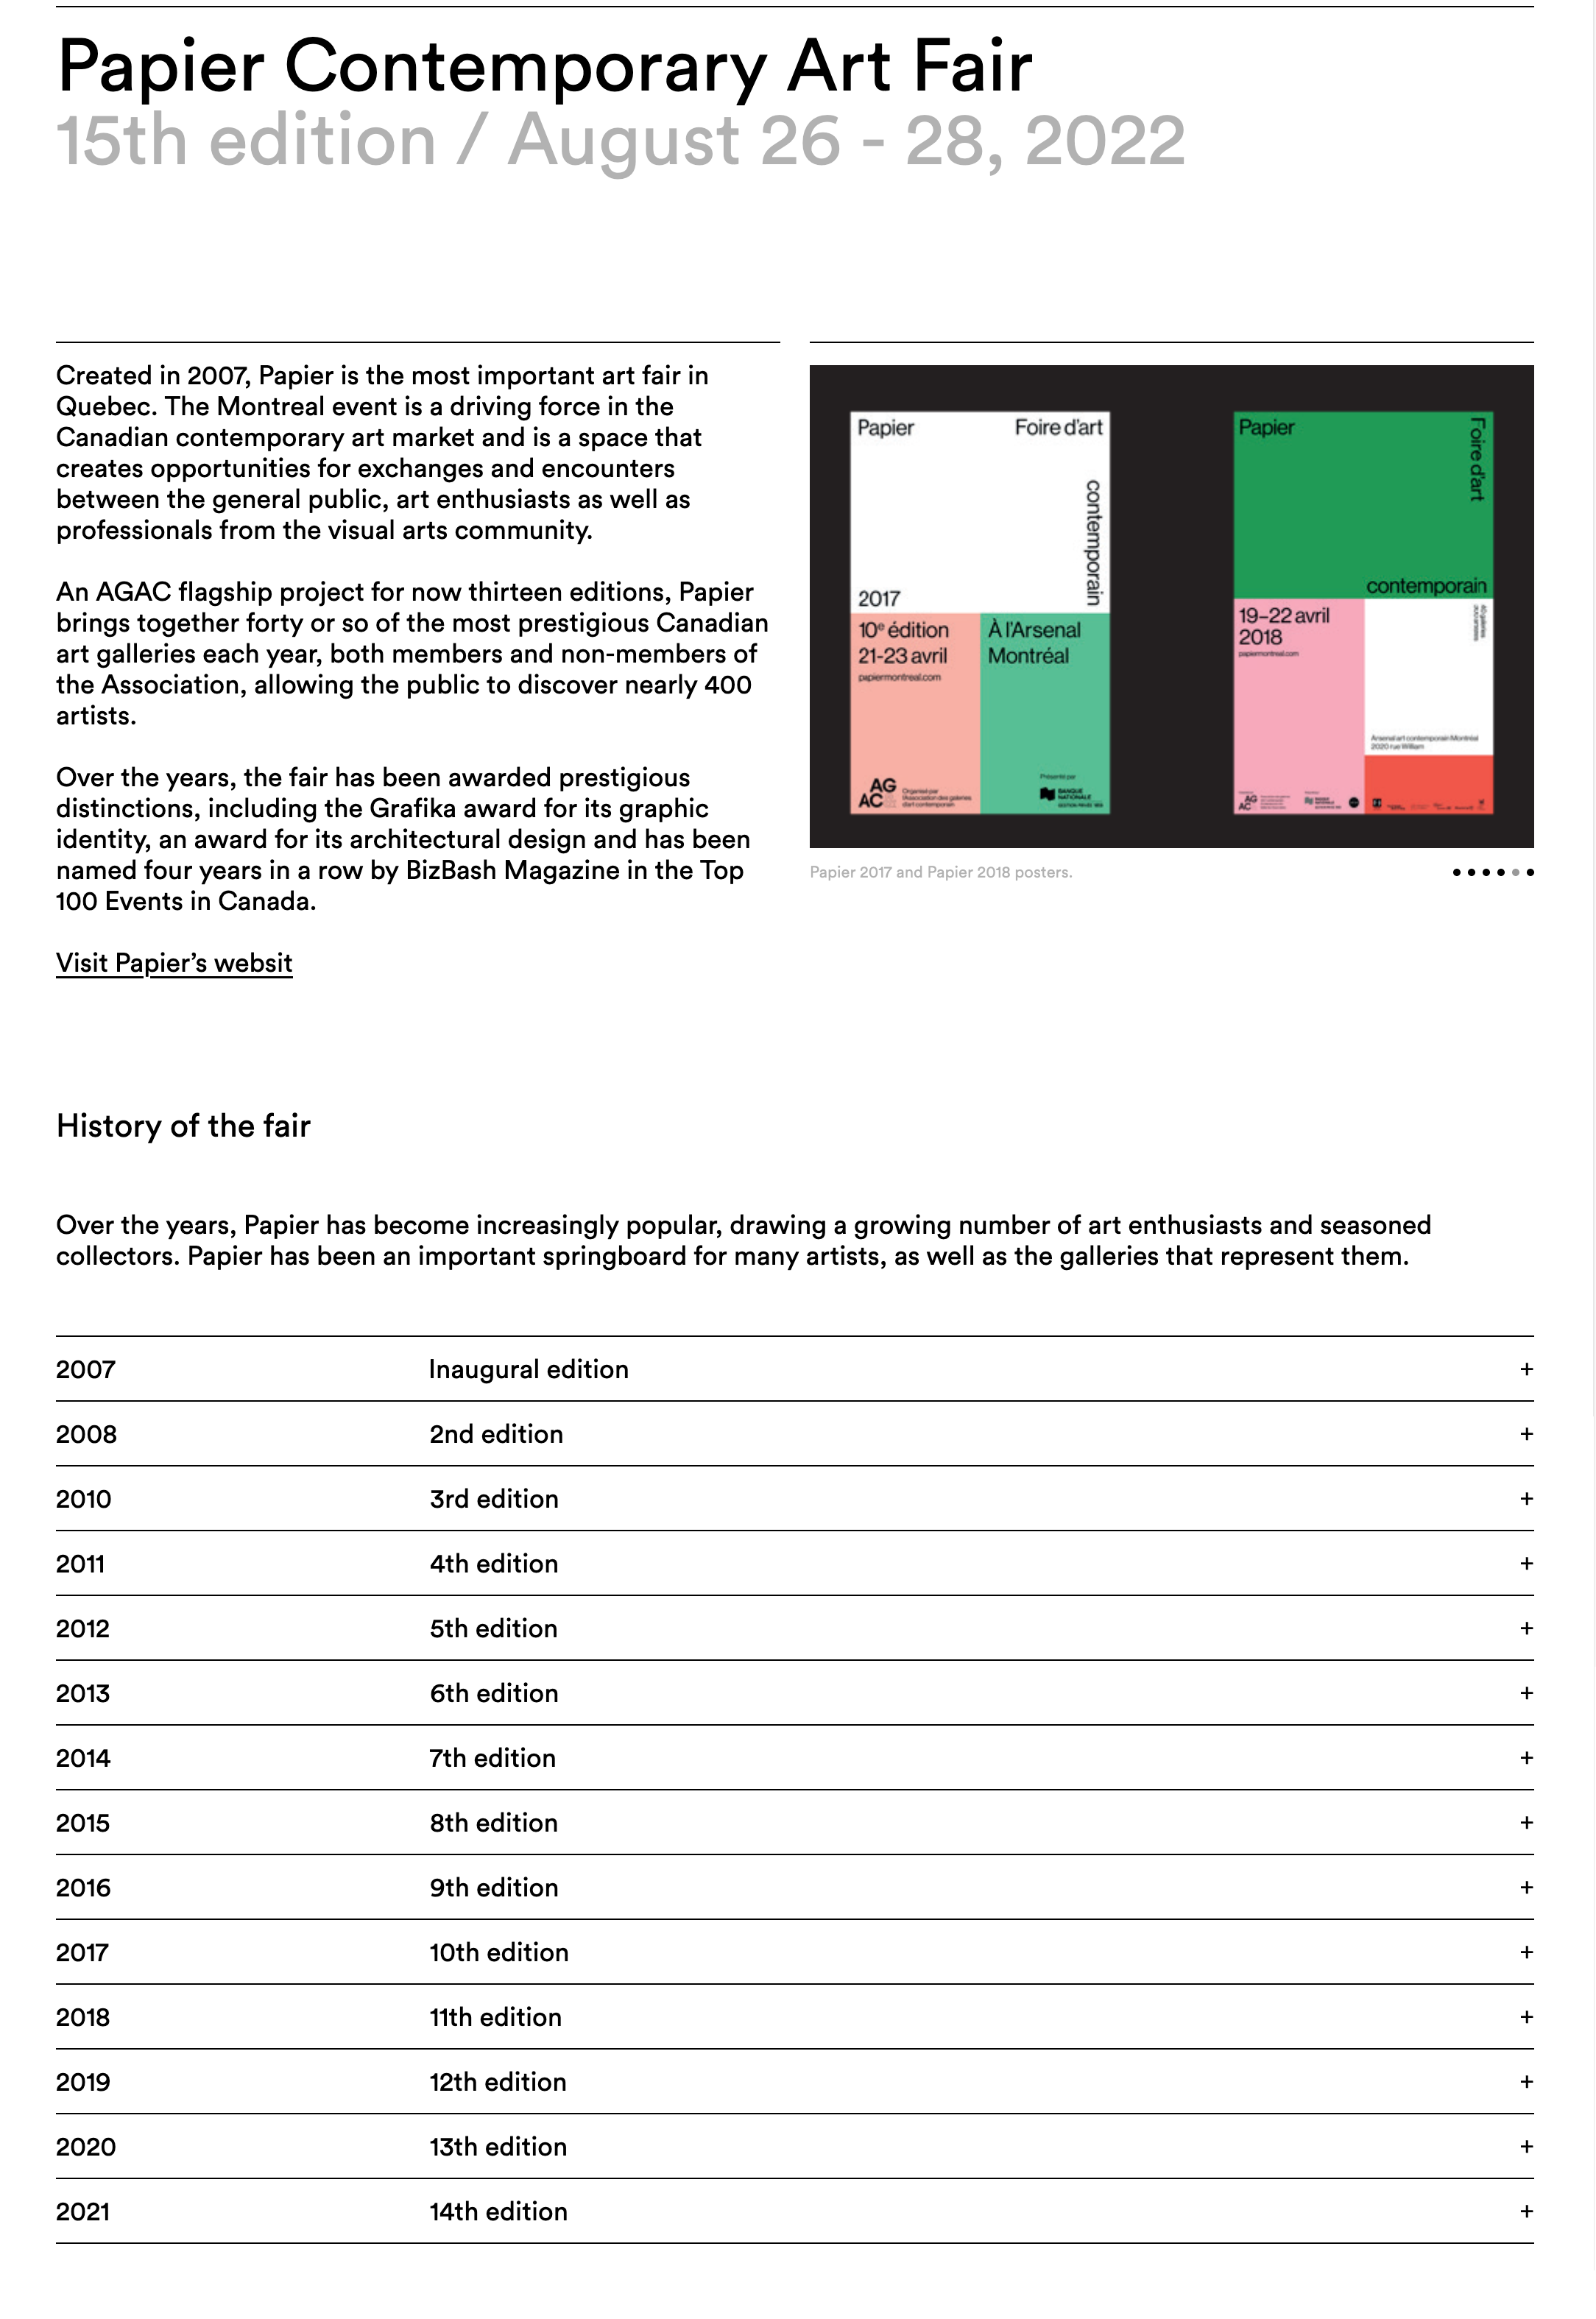 Papier Contemporary Art Fair
15th edition / August 26 - 28, 2022
Created in 2007, Papier is the most important art fair in
Quebec. The Montreal event is a driving force in the
Canadian contemporary art market and is a space that
creates opportunities for exchanges and encounters
between the general public, art enthusiasts as well as
professionals from the visual arts community.
An AGAC flagship project for now thirteen editions, Papier
brings together forty or so of the most prestigious Canadian
art galleries each year, both members and non-members of
the Association, allowing the public to discover nearly 400
artists.
Over the years, the fair has been awarded prestigious
distinctions, including the Grafika award for its graphic
identity, an award for its architectural design and has been
named four years in a row by BizBash Magazine in the Top
100 Events in Canada.
Visit Papier’s websit
Papier Foire d’art
contemporain
2017
10e édition
21-23 avril
papiermontreal.com
À l’Arsenal
Montréal
AG
AC
Organisé par
l’Association des galeries
d’art contemporain
Présenté par
BANQUE
NATIONALE
GESTION PRIVÉE 1859
Papier
Foire d’art
contemporain
19–22 avril
2018
papiermontreal.com
Arsenal art contemporain Montréal
2020 rue William
AG
AC
Papier 2017 and Papier 2018 posters.
History of the fair
Over the years, Papier has become increasingly popular, drawing a growing number of art enthusiasts and seasoned
collectors. Papier has been an important springboard for many artists, as well as the galleries that represent them.
2007 Inaugural edition +
2008 2nd edition +
2010 3rd edition +
2011 4th edition +
2012 5th edition +
2013 6th edition +
2014 7th edition +
2015 8th edition +
2016 9th edition +
2017 10th edition +
2018 11th edition +
2019 12th edition +
2020 13th edition +
2021 14th edition +